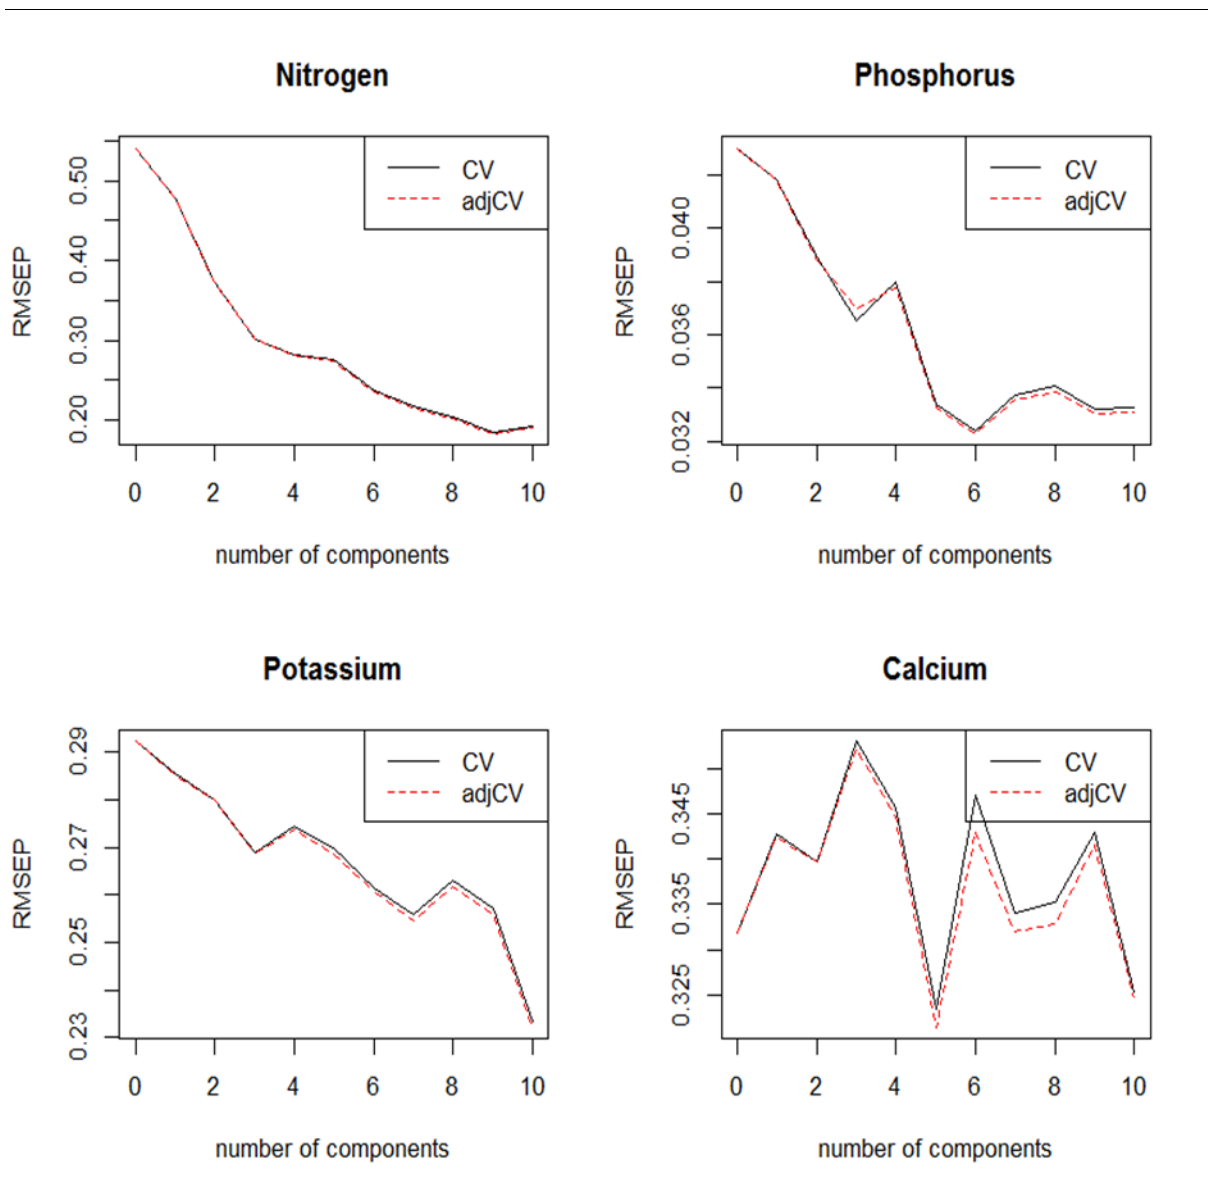 Nitrogen
CV
adjCV
RMSEP
0.50
0.40
0.30
0.20
0 2 4 6 8 10
number of components
Phosphorus
CV
adjCV
RMSEP
0.040
0.036
0.032
0 2 4 6 8 10
number of components
Potassium
CV
adjCV
RMSEP
0.29
0.27
0.25
0.23
0 2 4 6 8 10
number of components
Calcium
CV
adjCV
RMSEP
0.345
0.335
0.325
0 2 4 6 8 10
number of components